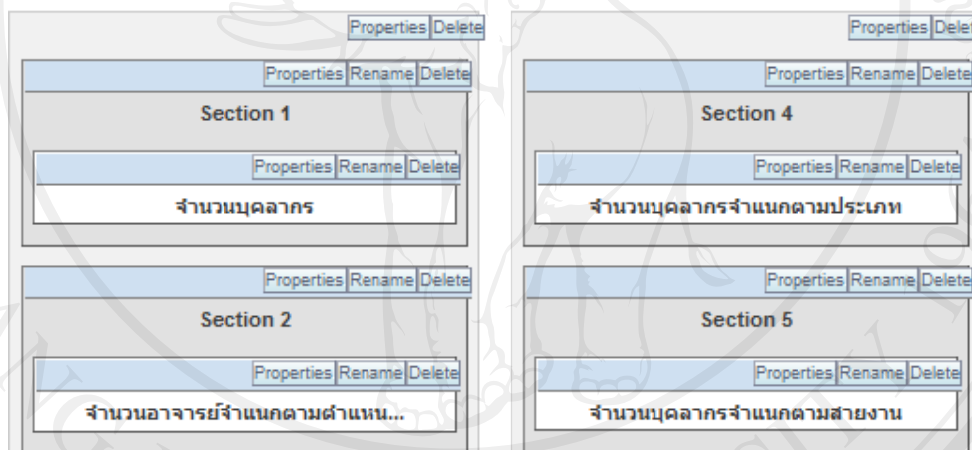 Properties Delete
Properties Rename Delete
Section 1
Properties Rename Delete
จำนวนบุคลากร
Properties Rename Delete
Section 2
Properties Rename Delete
จำนวนอาจารย์จำแนกตามตำแหน...
Properties
Properties Rename Delete
Section 4
Properties Rename Delete
จำนวนบุคลากรจำแนกตามประเภท
Properties Rename Delete
Section 5
Properties Rename Delete
จำนวนบุคลากรจำแนกตามสายงาน